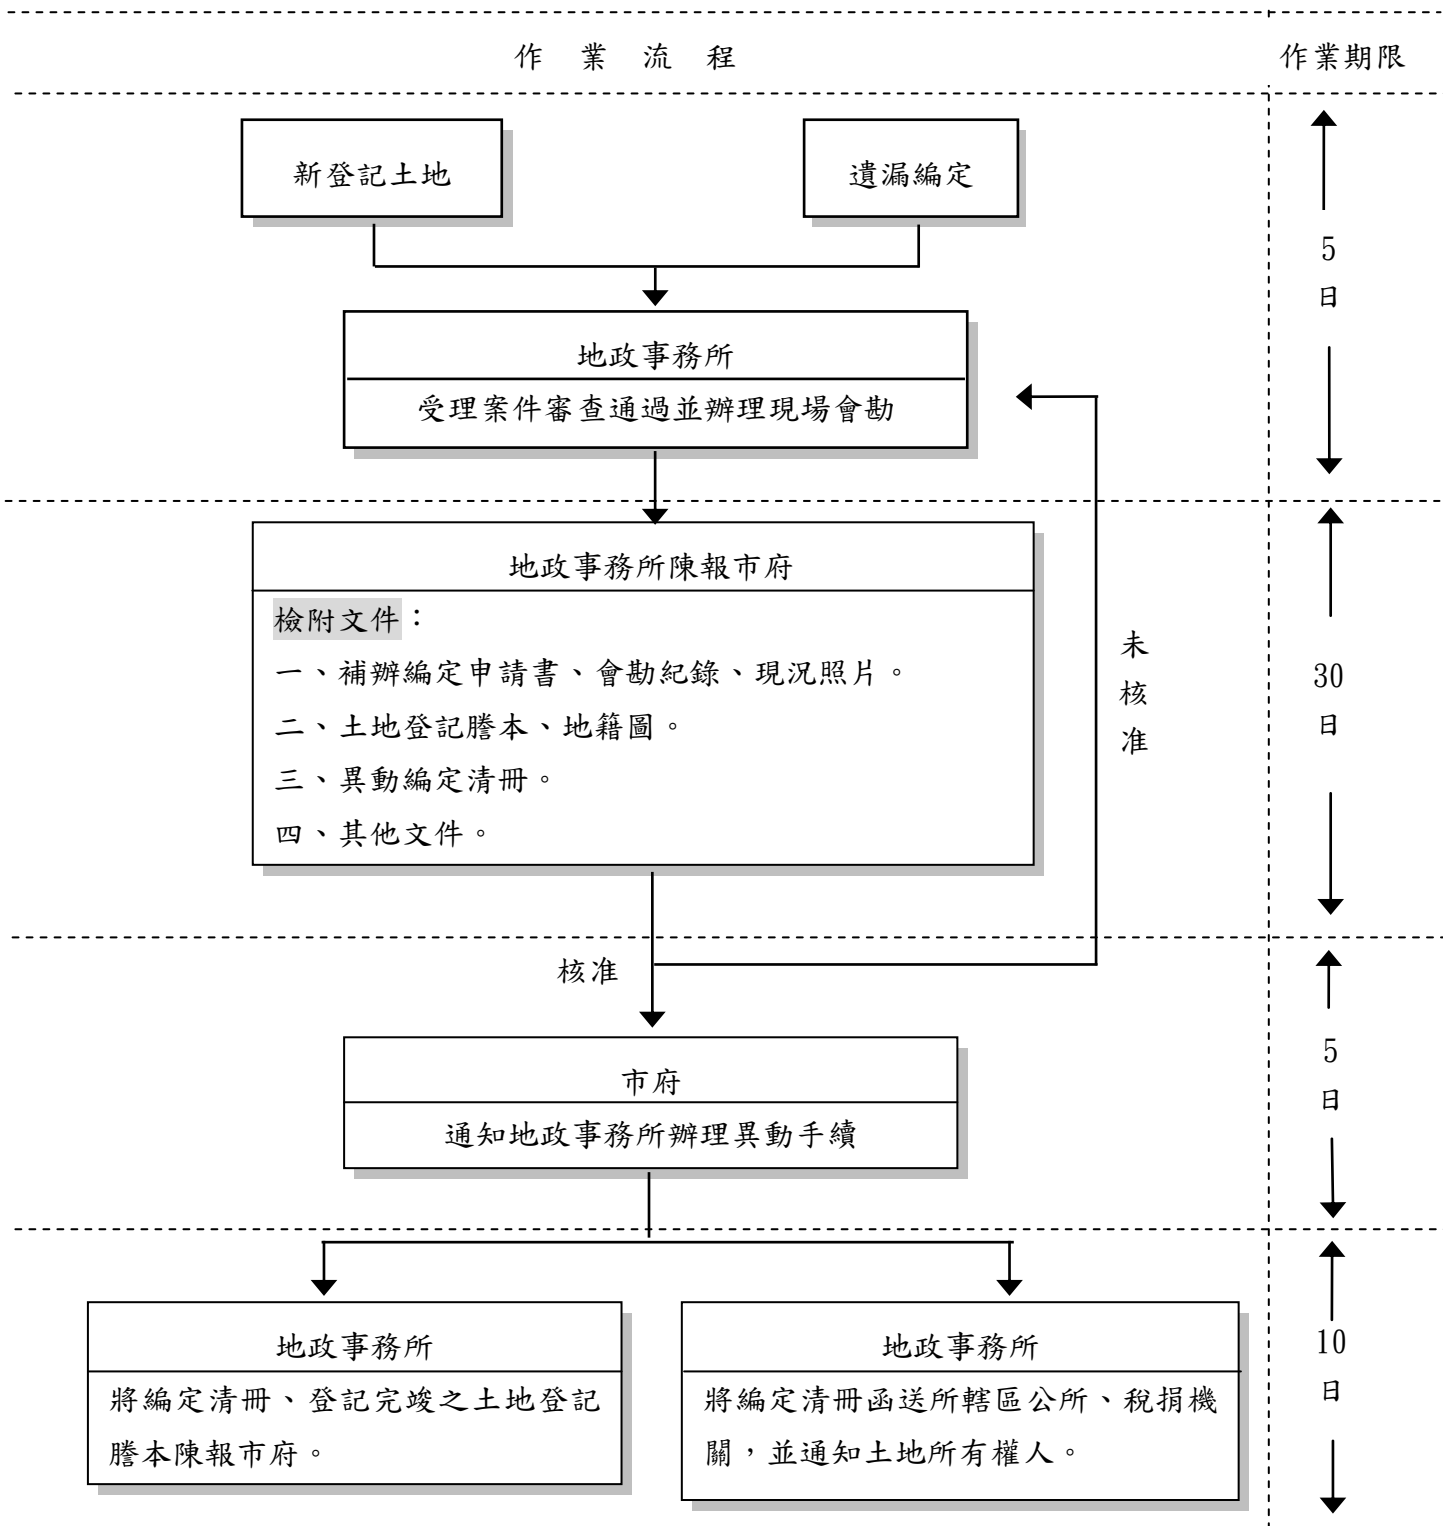 作 業 流 程
作業期限
新登記土地
遺漏編定
5
日
地政事務所
受理案件審查通過並辦理現場會勘
地政事務所陳報市府
檢附文件：
一、補辦編定申請書、會勘紀錄、現況照片。
二、土地登記謄本、地籍圖。
三、異動編定清冊。
四、其他文件。
未核准
30
日
核准
市府
通知地政事務所辦理異動手續
5
日
地政事務所
將編定清冊、登記完竣之土地登記
謄本陳報市府。
地政事務所
將編定清冊函送所轄區公所、稅捐機
關，並通知土地所有權人。
10
日